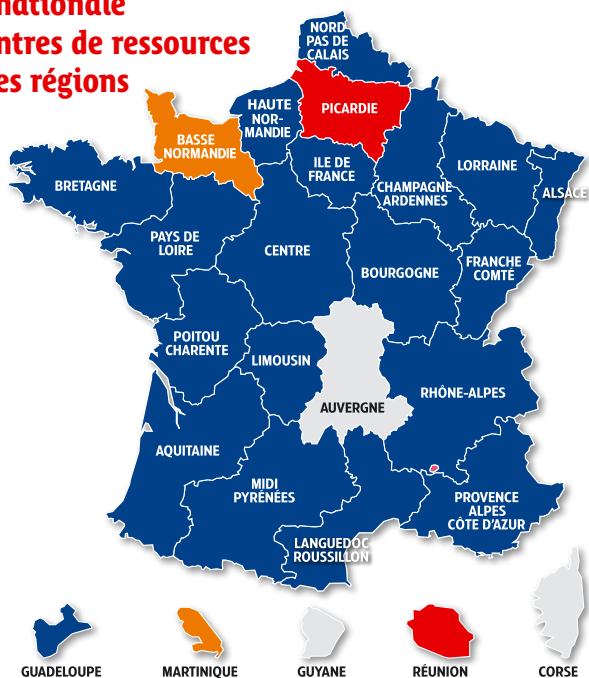 nationale
ntres de ressources
es régions
NORD
PAS DE
CALAIS
HAUTE
NOR-
MANDIE
PICARDIE
BASSE
NORMANDIE
ILE DE
FRANCE
LORRAINE
CHAMPAGNE
ARDENNES
ALSACE
BRETAGNE
PAYS DE
LOIRE
CENTRE
BOURGOGNE
FRANCHE
COMTÉ
POITOU
CHARENTE
LIMOUSIN
AUVERGNE
RHÔNE-ALPES
AQUITAINE
MIDI
PYRÉNÉES
PROVENCE
ALPES
CÔTE D'AZUR
LANGUEDOC
ROUSSILLON
GUADELOUPE
MARTINIQUE
GUYANE
RÉUNION
CORSE